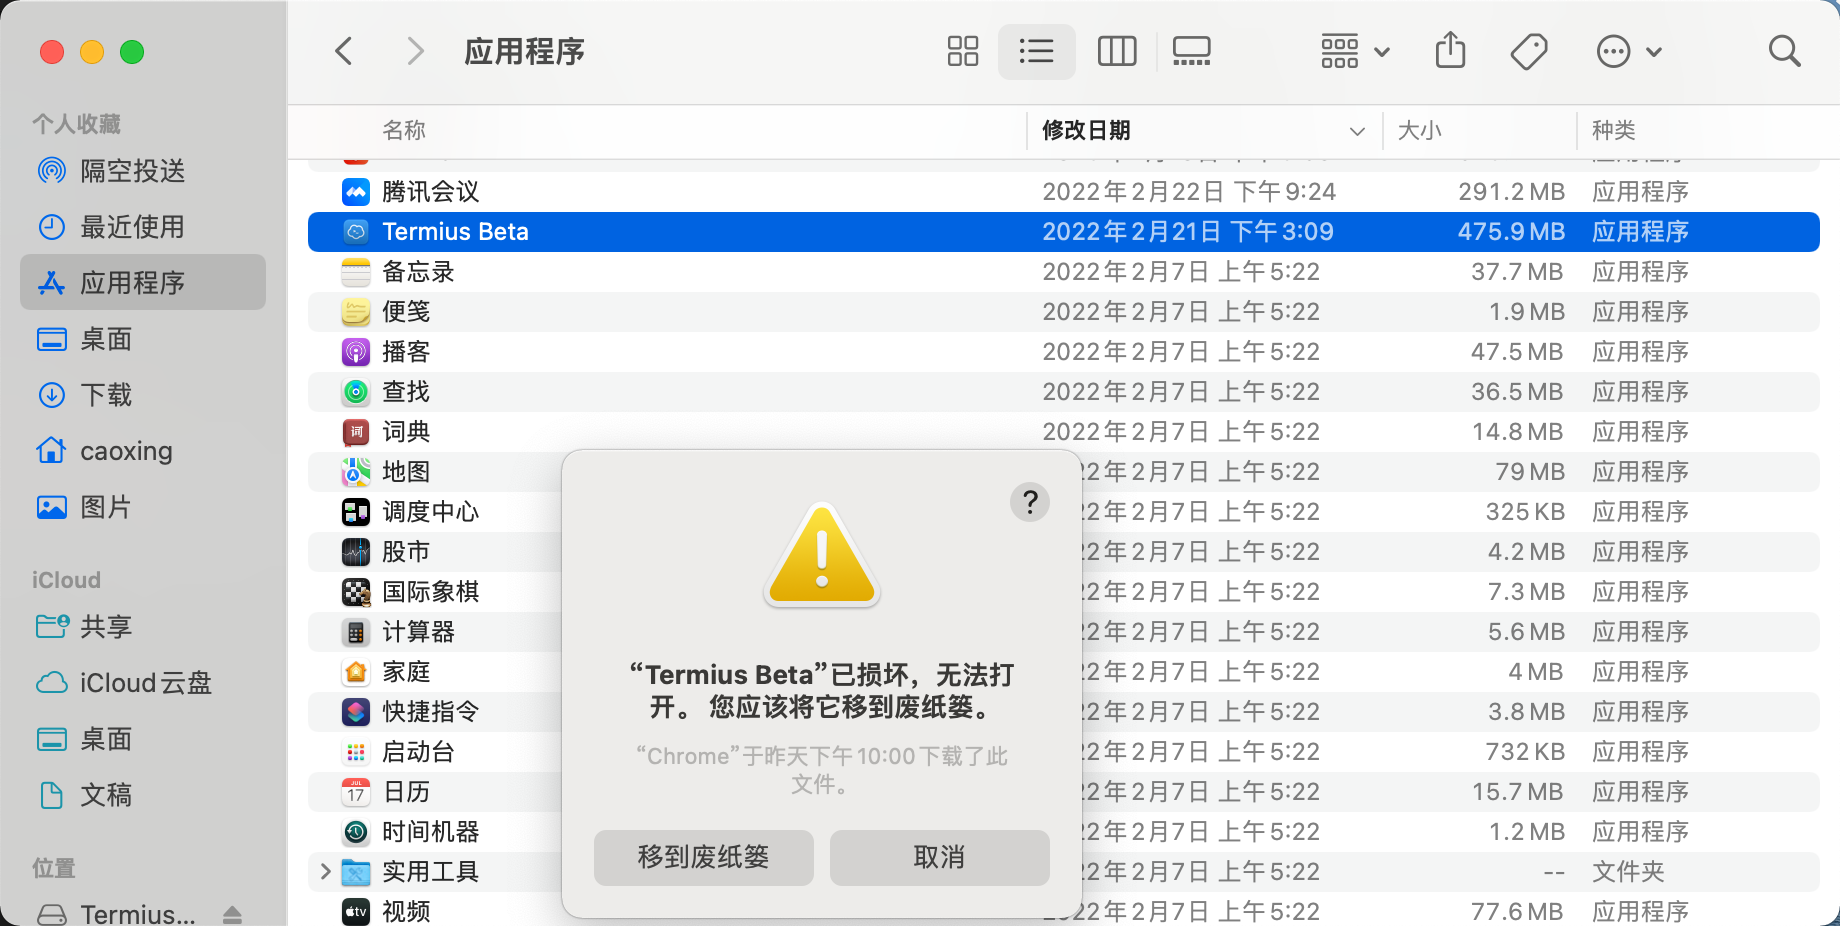 应用程序
个人收藏
隔空投送
最近使用
应用程序
桌面
下载
caoxing
图片
iCloud
共享
iCloud云盘
桌面
文稿
位置
Termius...
名称 修改日期 大小 种类
腾讯会议 2022年2月22日 下午9:24 291.2 MB 应用程序
Termius Beta 2022年2月21日 下午3:09 475.9 MB 应用程序
备忘录 2022年2月7日 上午5:22 37.7 MB 应用程序
便笺 2022年2月7日 上午5:22 1.9 MB 应用程序
播客 2022年2月7日 上午5:22 47.5 MB 应用程序
查找 2022年2月7日 上午5:22 36.5 MB 应用程序
词典 2022年2月7日 上午5:22 14.8 MB 应用程序
地图 22年2月7日 上午5:22 79 MB 应用程序
调度中心 22年2月7日 上午5:22 325 KB 应用程序
股市 22年2月7日 上午5:22 4.2 MB 应用程序
国际象棋 22年2月7日 上午5:22 7.3 MB 应用程序
计算器 22年2月7日 上午5:22 5.6 MB 应用程序
家庭 22年2月7日 上午5:22 4 MB 应用程序
快捷指令 22年2月7日 上午5:22 3.8 MB 应用程序
启动台 22年2月7日 上午5:22 732 KB 应用程序
日历 22年2月7日 上午5:22 15.7 MB 应用程序
时间机器 22年2月7日 上午5:22 1.2 MB 应用程序
实用工具 22年2月7日 上午5:22 -- 文件夹
视频 22年2月7日 上午5:22 77.6 MB 应用程序
词
JUL
17
tv
?
“Termius Beta”已损坏，无法打
开。 您应该将它移到废纸篓。
“Chrome”于昨天下午10:00下载了此
文件。
移到废纸篓 取消